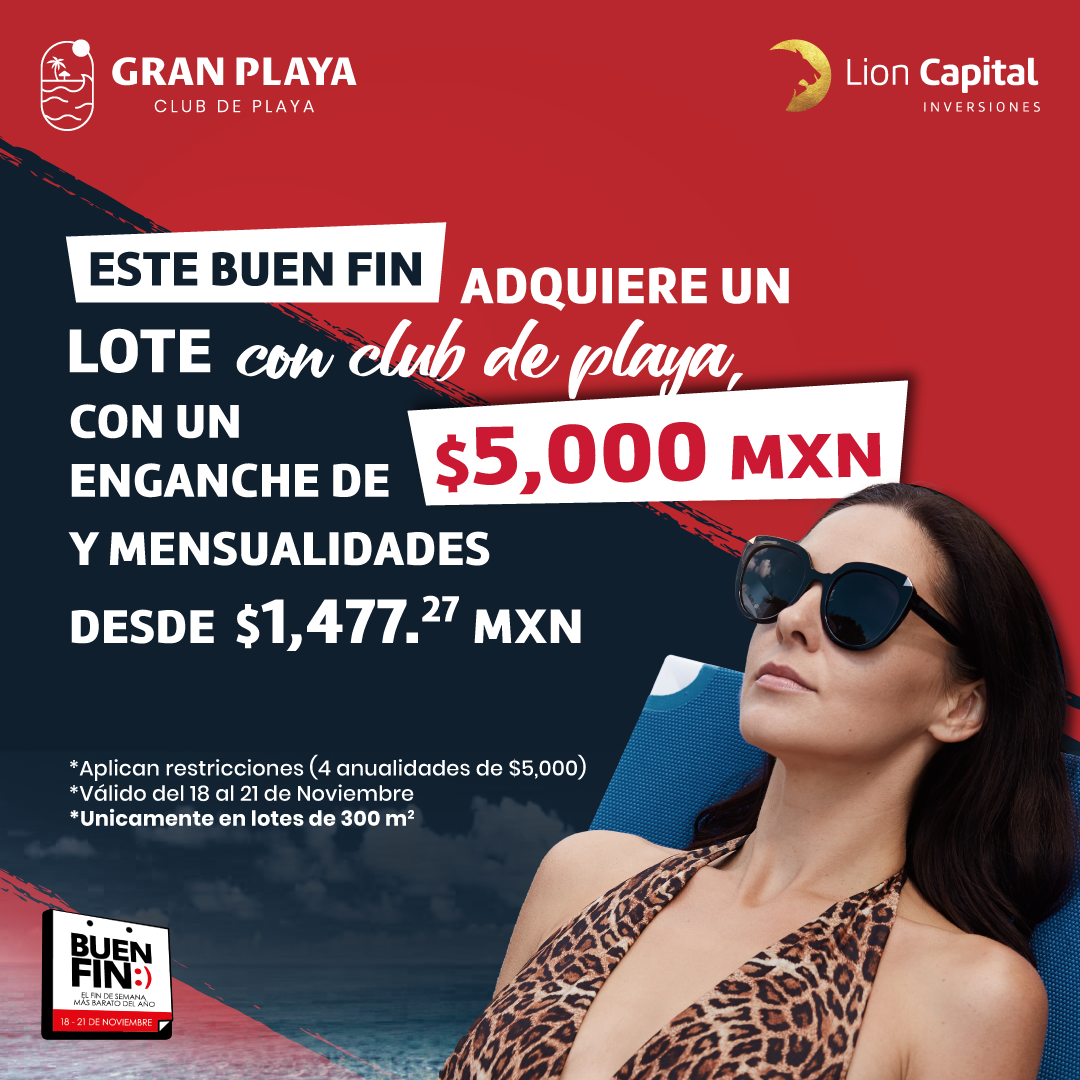 GRAN PLAYA
CLUB DE PLAYA
Lion Capital
INVERSIONES
ESTE BUEN FIN ADQUIERE UN
LOTE con club de playa,
CON UN
ENGANCHE DE $5,000 MXN
Y MENSUALIDADES
DESDE $1,477.27 MXN
*Aplican restricciones (4 anualidades de $5,000)
*Válido del 18 al 21 de Noviembre
*Unicamente en lotes de 300 m²
BUEN
FIN:)
EL FIN DE SEMANA
MÁS BARATO DEL AÑO
18 - 21 DE NOVIEMBRE